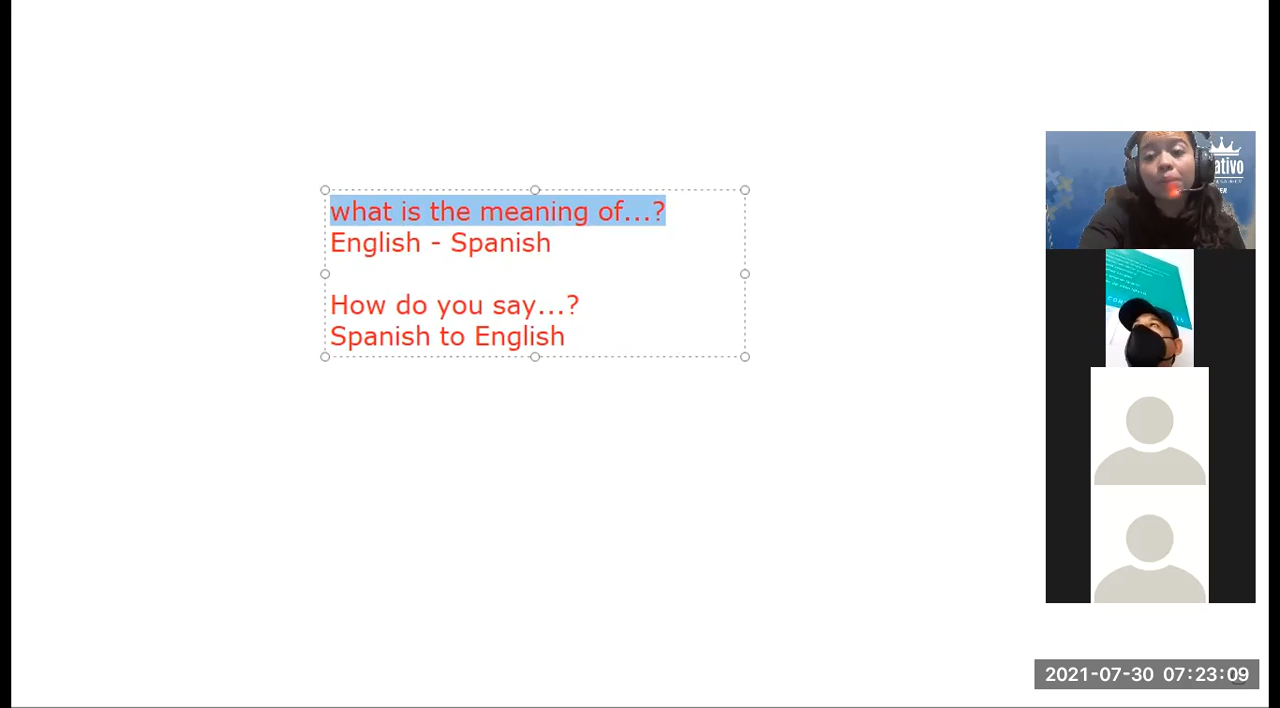 what is the meaning of...?
English - Spanish
How do you say...?
Spanish to English
ativo
2021-07-30 07:23:09